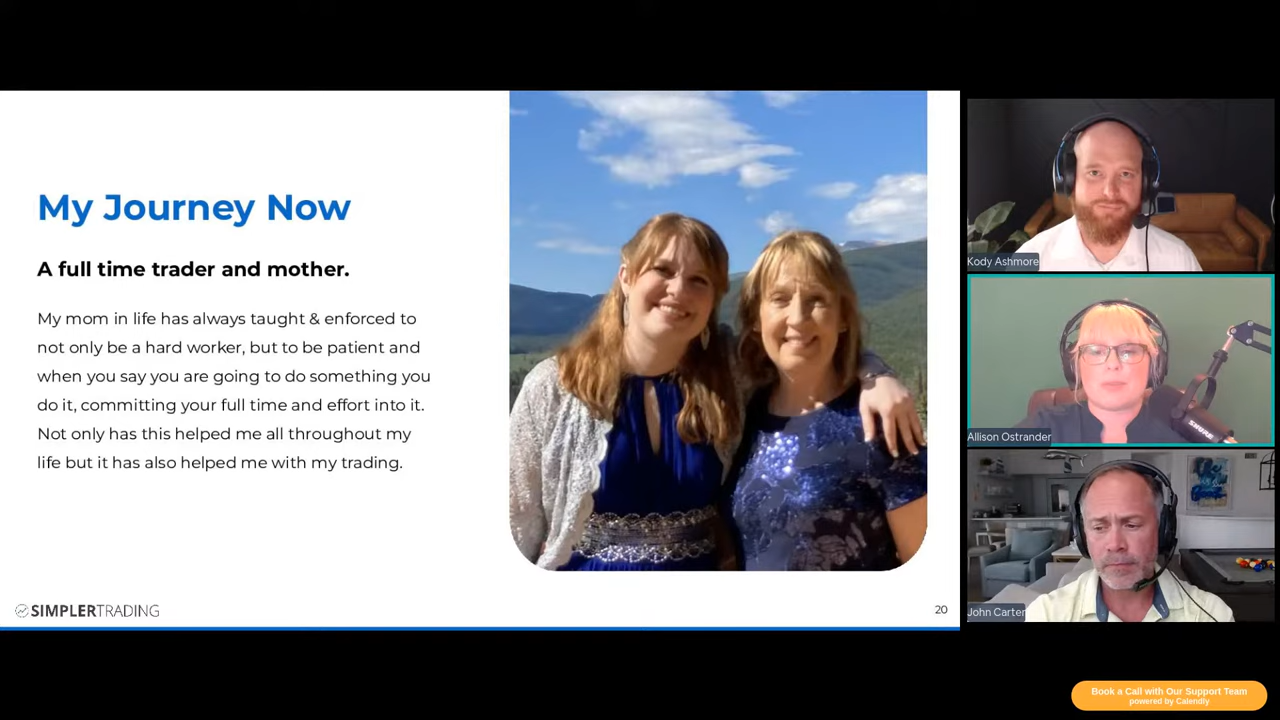 My Journey Now
A full time trader and mother.
My mom in life has always taught & enforced to
not only be a hard worker, but to be patient and
when you say you are going to do something you
do it, committing your full time and effort into it.
Not only has this helped me all throughout my
life but it has also helped me with my trading.
SIMPLERTRADING
20
Kody Ashmore
Allison Ostrander
SHURE
John Carter
Book a Call with Our Support Team
powered by Calendly